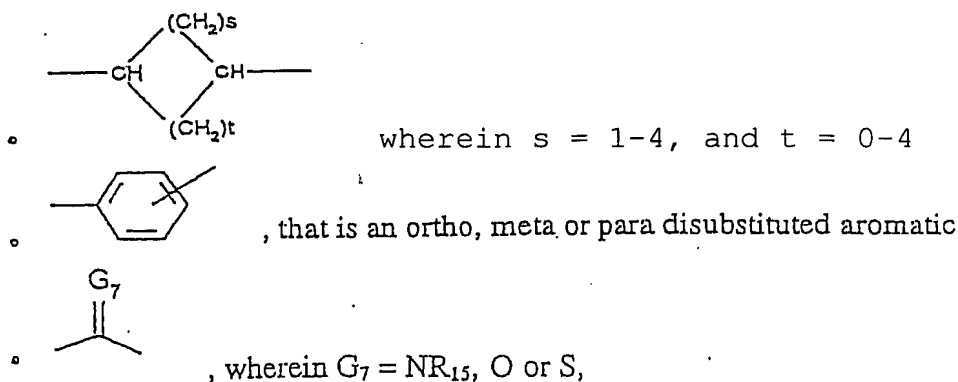 (CH₂)s
CH CH
(CH₂)t
wherein s = 1-4, and t = 0-4
, that is an ortho, meta or para disubstituted aromatic
G₇
, wherein G₇ = NR₁₅, O or S,